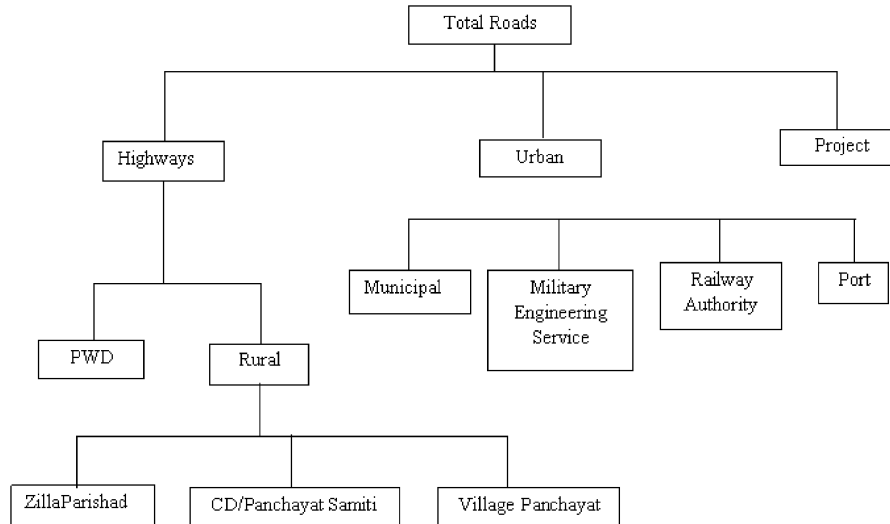 Total Roads
Highways
Urban
Project
Municipal
Military
Engineering
Service
Railway
Authority
Port
PWD
Rural
ZillaParishad
CD/Panchayat Samiti
Village Panchayat